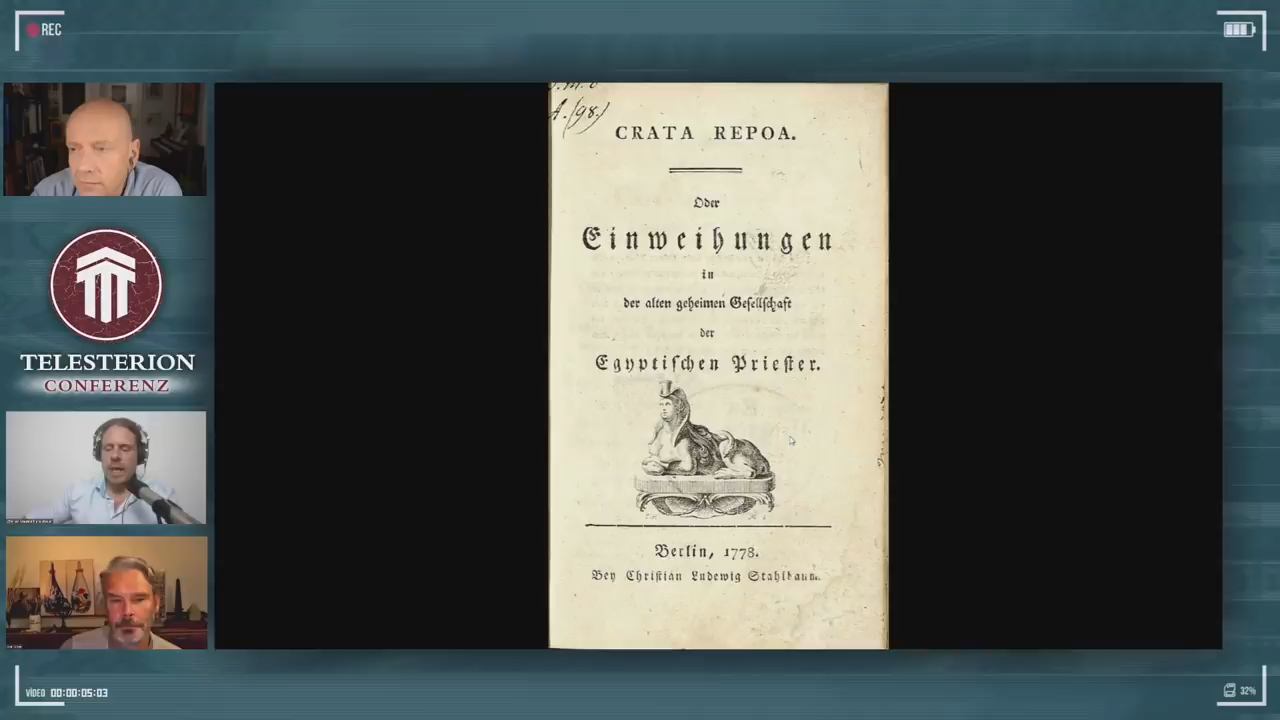 REC
A. (98.)
CRATA REPOA.
Oder
Einweihungen
in
der alten geheimen Gesellschaft
der
Egyptischen Priester.
Berlin, 1778.
Bey Christian Ludewig Stahlbaum.
TELESTERION
CONFERENZ
VIDEO 00:00:05:03
32%